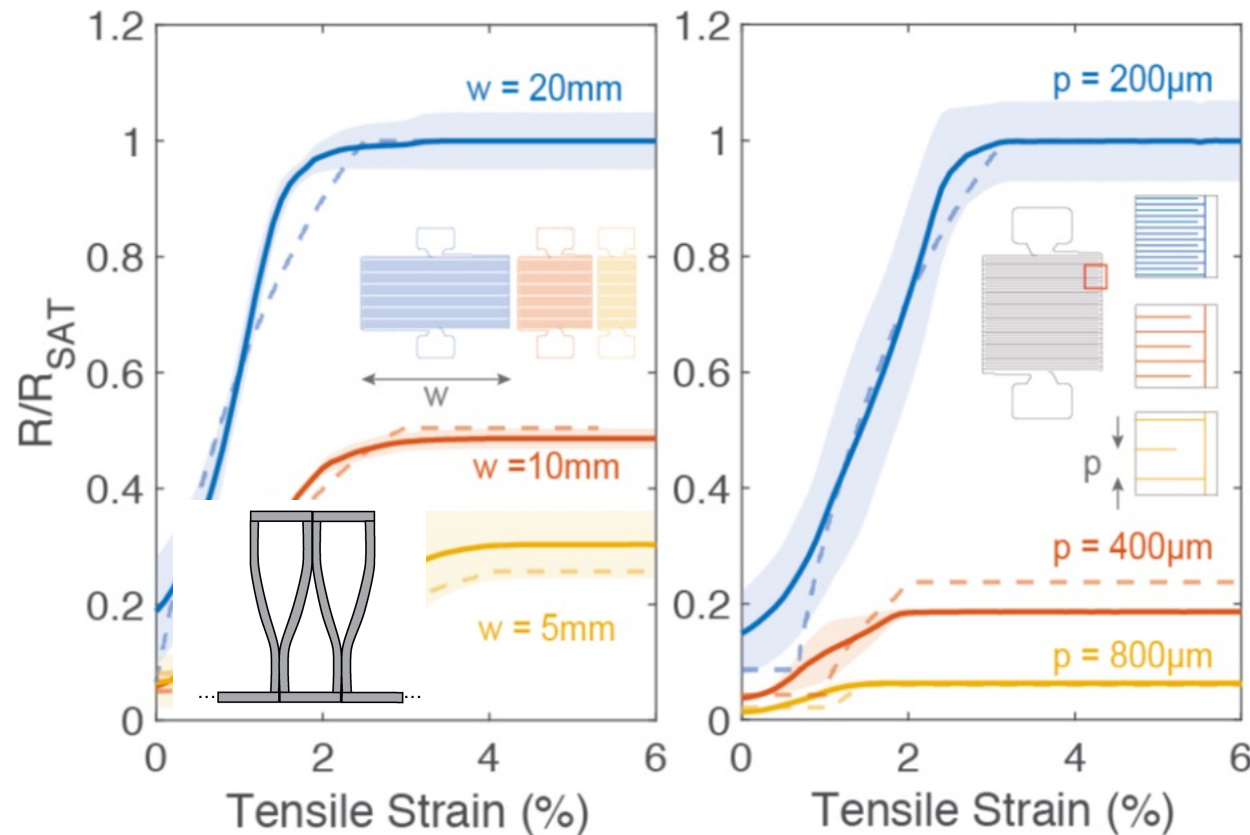 R/R_SAT
1.2
1
0.8
0.6
0.4
0.2
0
w = 20mm
w
w =10mm
w = 5mm
0
2
4
6
Tensile Strain (%)
1.2
1
0.8
0.6
0.4
0.2
0
p = 200µm
p
p = 400µm
p = 800µm
0
2
4
6
Tensile Strain (%)